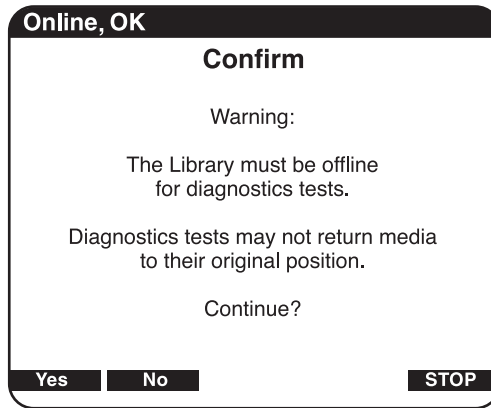 Online, OK
Confirm
Warning:
The Library must be offline
for diagnostics tests.
Diagnostics tests may not return media
to their original position.
Continue?
Yes No STOP